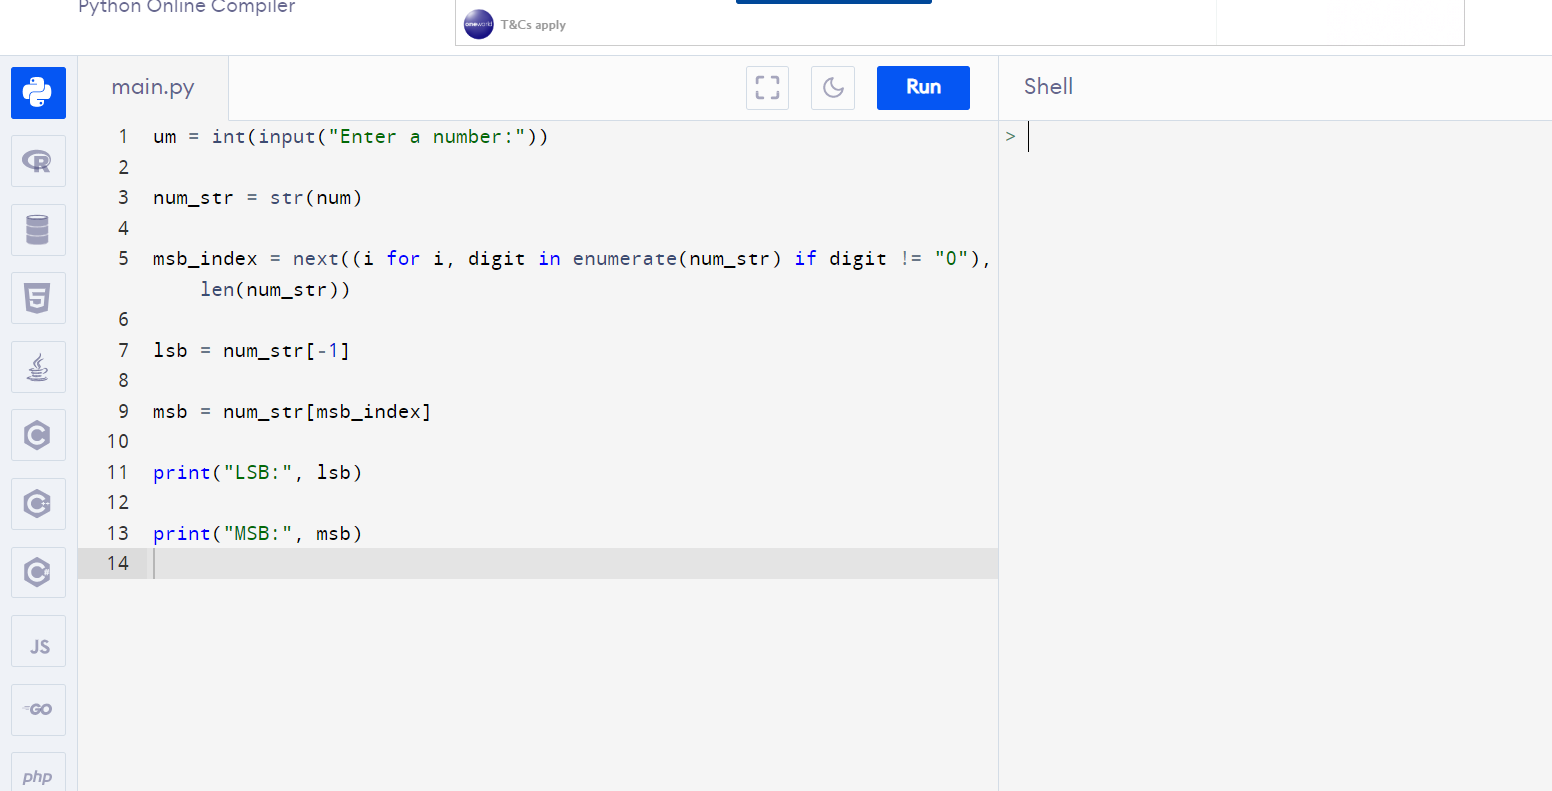 Python Online Compiler
oneworld T&Cs apply
main.py
Run
Shell
1 um = int(input("Enter a number:"))
2
3 num_str = str(num)
4
5 msb_index = next((i for i, digit in enumerate(num_str) if digit != "0"),
len(num_str))
6
7 lsb = num_str[-1]
8
9 msb = num_str[msb_index]
10
11 print("LSB:", lsb)
12
13 print("MSB:", msb)
14
>
R
5
C
C++
C#
JS
GO
php